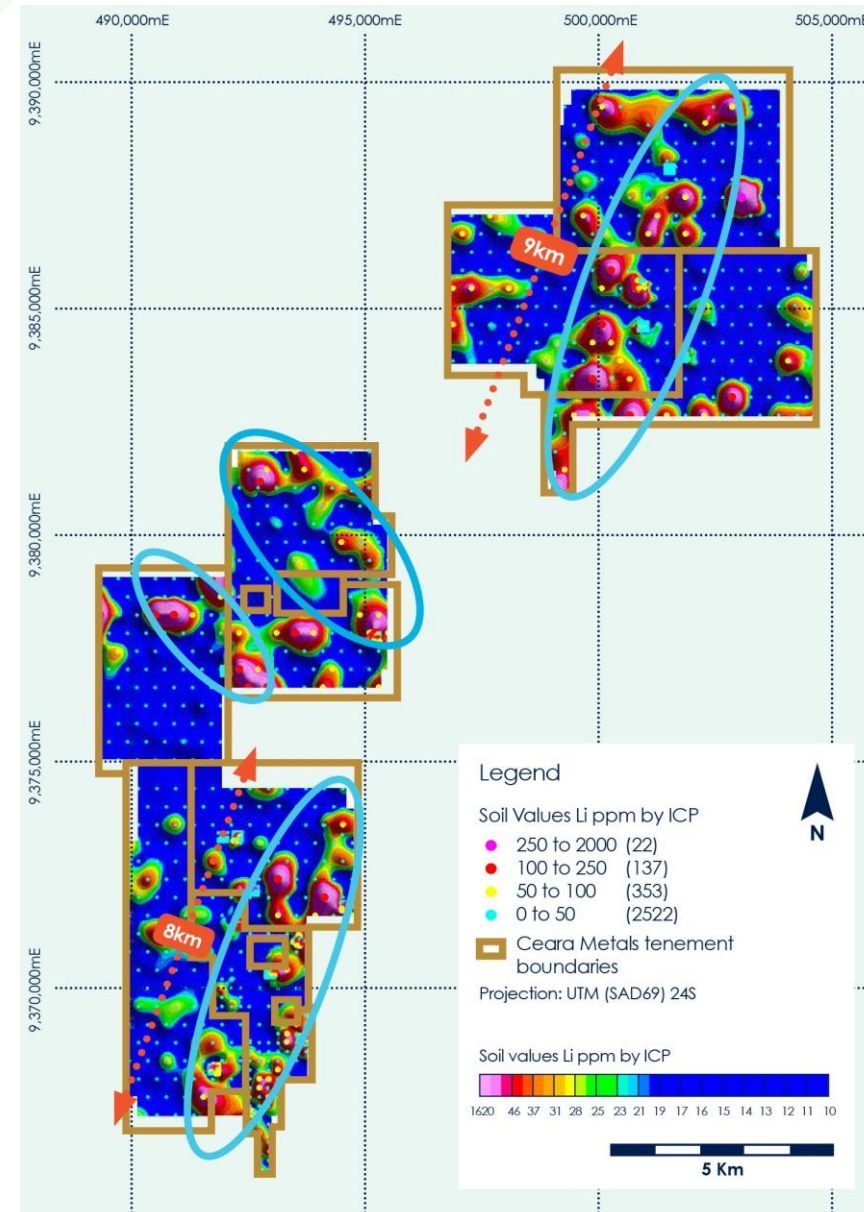 490,000mE 495,000mE 500,000mE 505,000mE
9,390,000mE
9km
9,385,000mE
9,380,000mE
9,375,000mE
8km
9,370,000mE
Legend
Soil Values Li ppm by ICP
250 to 2000 (22)
100 to 250 (137)
50 to 100 (353)
0 to 50 (2522)
Ceara Metals tenement
boundaries
Projection: UTM (SAD69) 24S
N
Soil values Li ppm by ICP
1620 46 37 31 28 25 23 21 19 17 16 15 14 13 12 11 10
5 Km